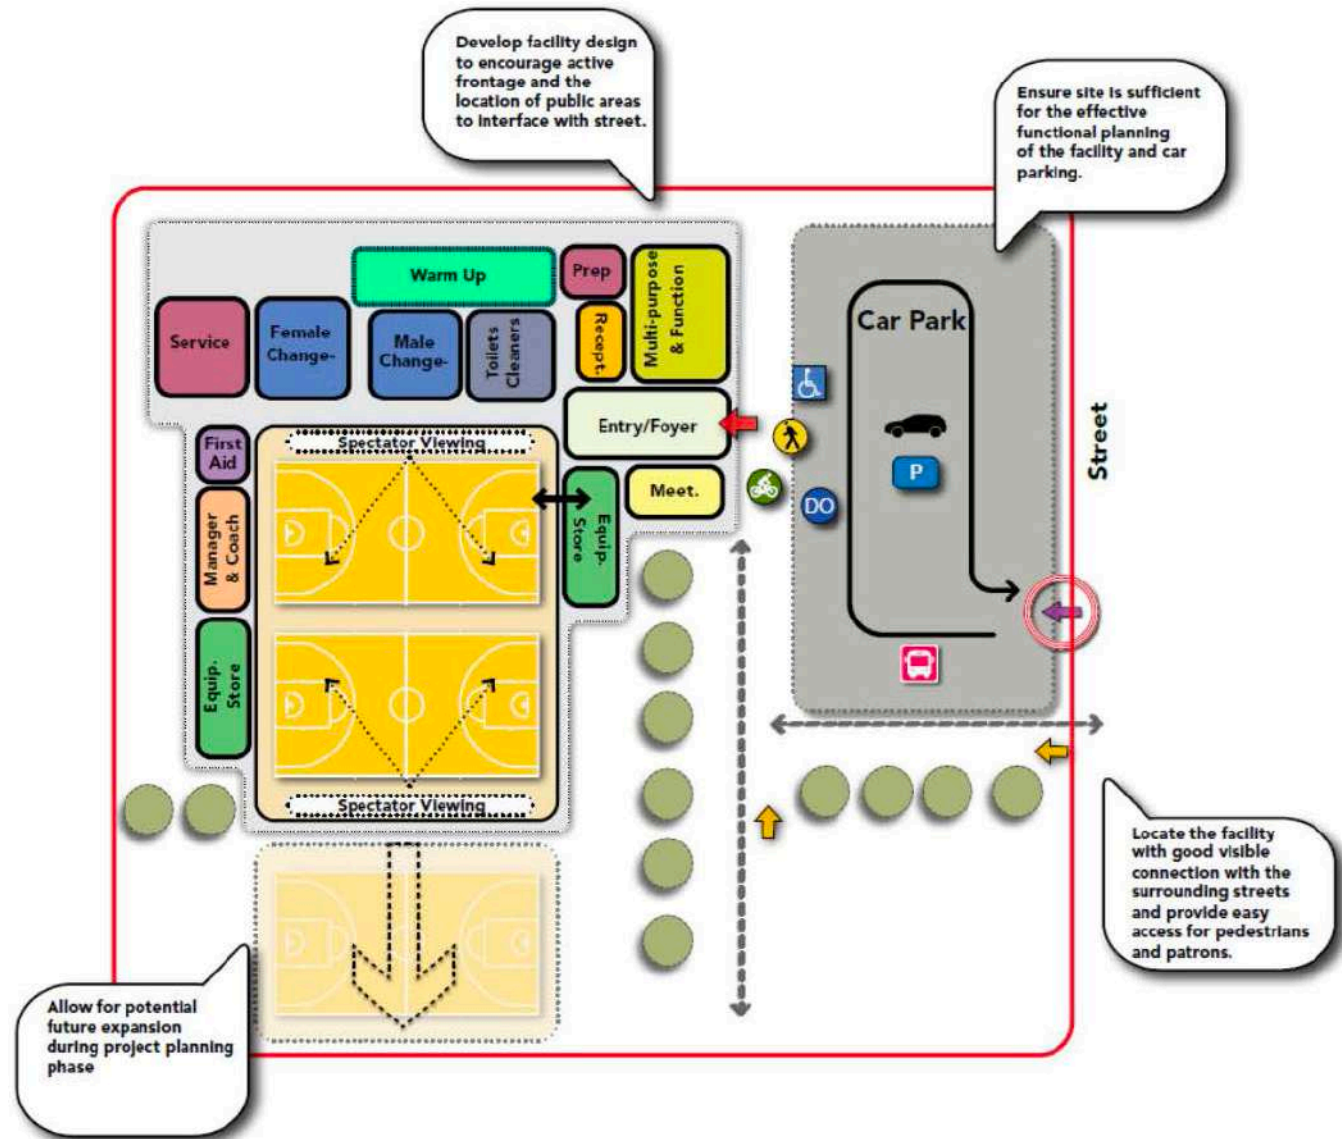 Develop facility design
to encourage active
frontage and the
location of public areas
to interface with street.
Ensure site is sufficient
for the effective
functional planning
of the facility and car
parking.
Warm Up
Prep
Multi-purpose
& Function
Service
Female
Change-
Male
Change-
Toilets
Cleaners
Recept.
Car Park
Entry/Foyer
Street
First
Aid
Spectator Viewing
Meet.
P
DO
Manager
& Coach
Equip.
Store
Equip.
Store
Spectator Viewing
Locate the facility
with good visible
connection with the
surrounding streets
and provide easy
access for pedestrians
and patrons.
Allow for potential
future expansion
during project planning
phase